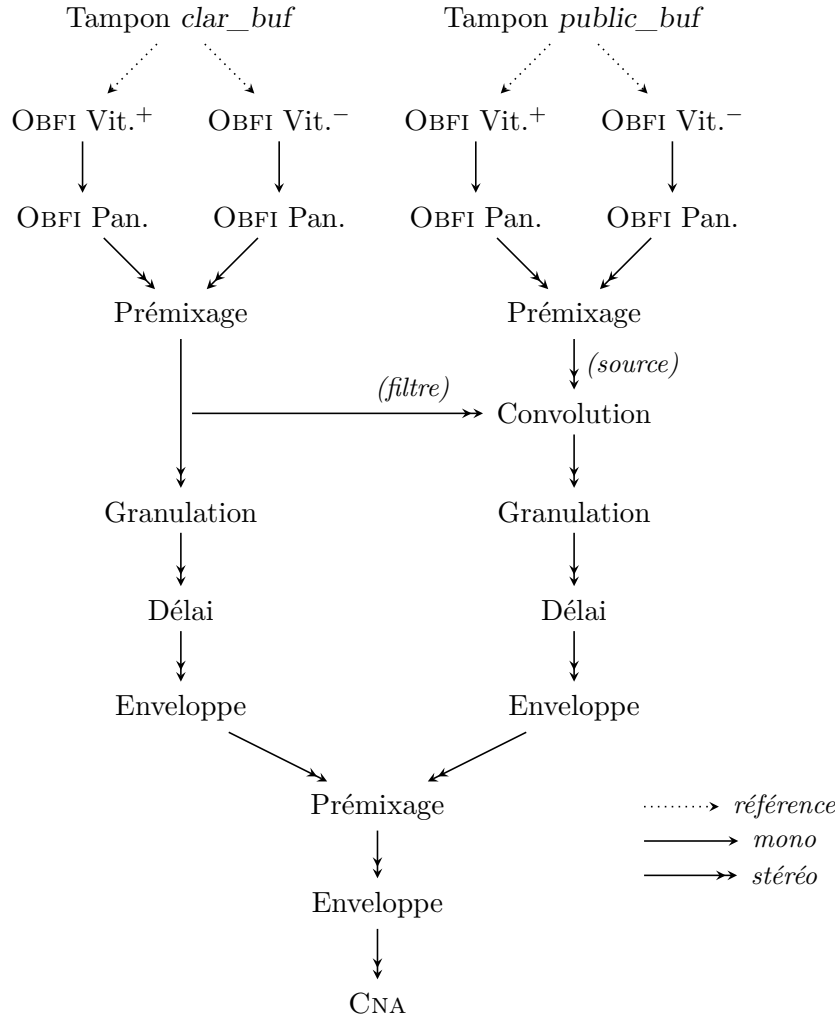 Tampon clar_buf Tampon public_buf
OBFI Vit.+ OBFI Vit.− OBFI Vit.+ OBFI Vit.−
OBFI Pan. OBFI Pan. OBFI Pan. OBFI Pan.
Prémixage Prémixage
(source)
(filtre)
Convolution
Granulation Granulation
Délai Délai
Enveloppe Enveloppe
Prémixage
référence
mono
stéréo
Enveloppe
CNA